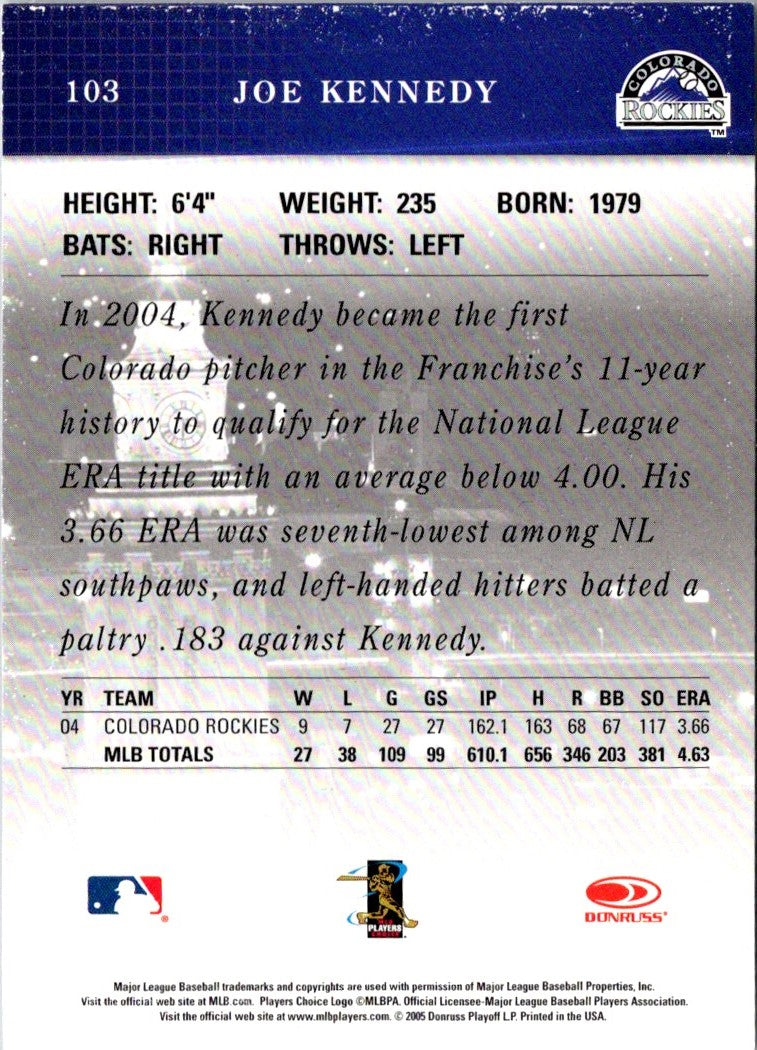 103 JOE KENNEDY
COLORADO
ROCKIES
TM
HEIGHT: 6'4" WEIGHT: 235 BORN: 1979
BATS: RIGHT THROWS: LEFT
In 2004, Kennedy became the first
Colorado pitcher in the Franchise's 11-year
history to qualify for the National League
ERA title with an average below 4.00. His
3.66 ERA was seventh-lowest among NL
southpaws, and left-handed hitters batted a
paltry .183 against Kennedy.
YR TEAM W L G GS IP H R BB SO ERA
04 COLORADO ROCKIES 9 7 27 27 162.1 163 68 67 117 3.66
MLB TOTALS 27 38 109 99 610.1 656 346 203 381 4.63
MLB
PLAYERS
CHOICE
DONRUSS®
Major League Baseball trademarks and copyrights are used with permission of Major League Baseball Properties, Inc.
Visit the official web site at MLB.com. Players Choice Logo ©MLBPA. Official Licensee-Major League Baseball Players Association.
Visit the official web site at www.mlbplayers.com. © 2005 Donruss Playoff L.P. Printed in the USA.